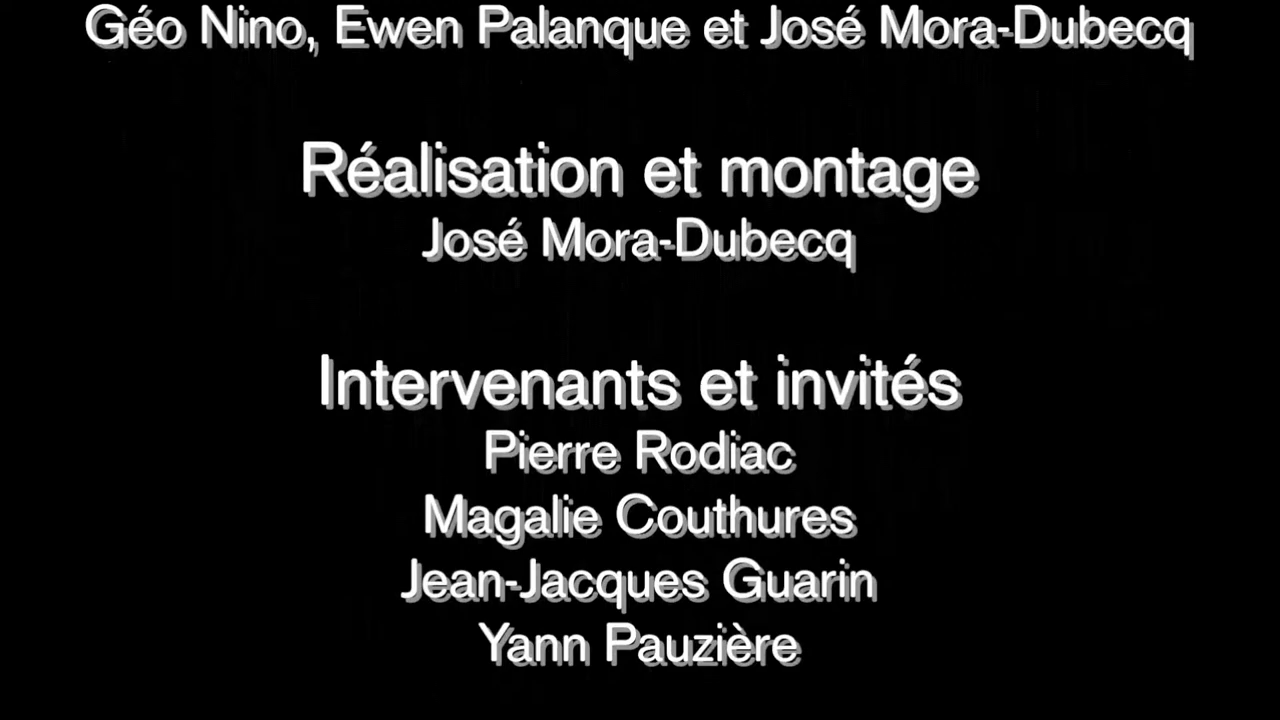 Géo Nino, Ewen Palanque et José Mora-Dubecq
Réalisation et montage
José Mora-Dubecq
Intervenants et invités
Pierre Rodiac
Magalie Couthures
Jean-Jacques Guarin
Yann Pauzière